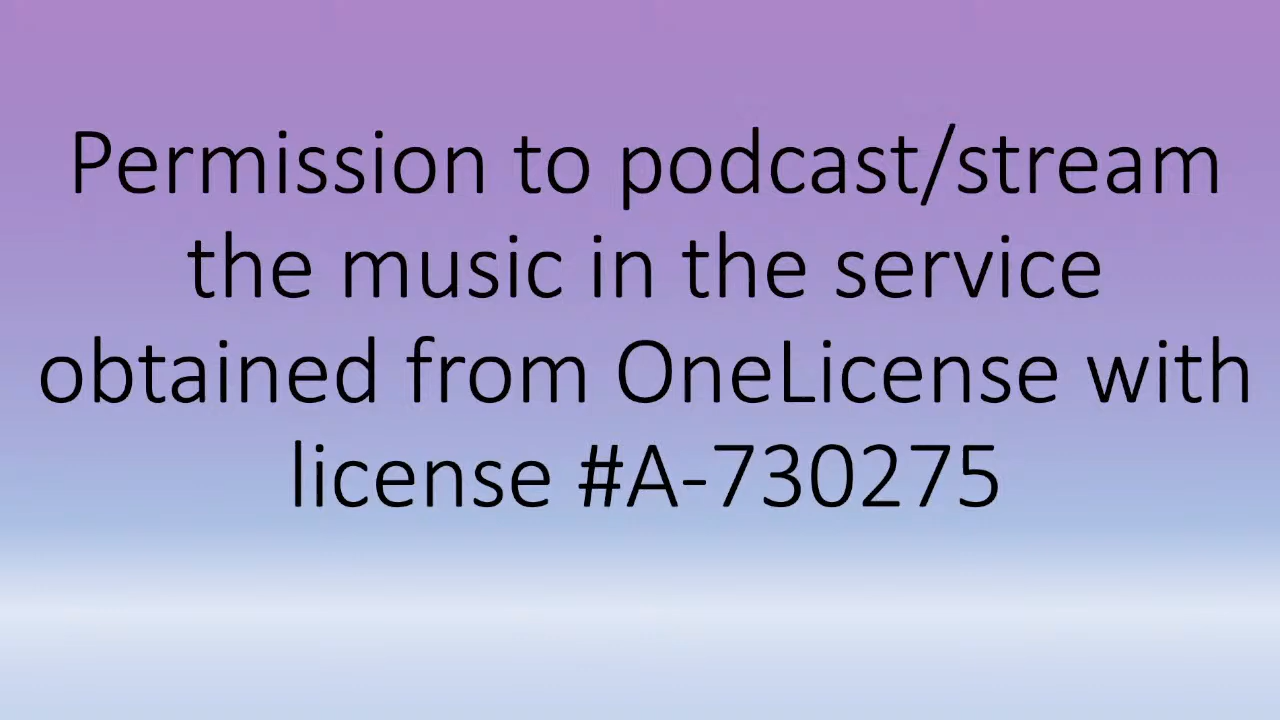 Permission to podcast/stream
the music in the service
obtained from OneLicense with
license #A-730275